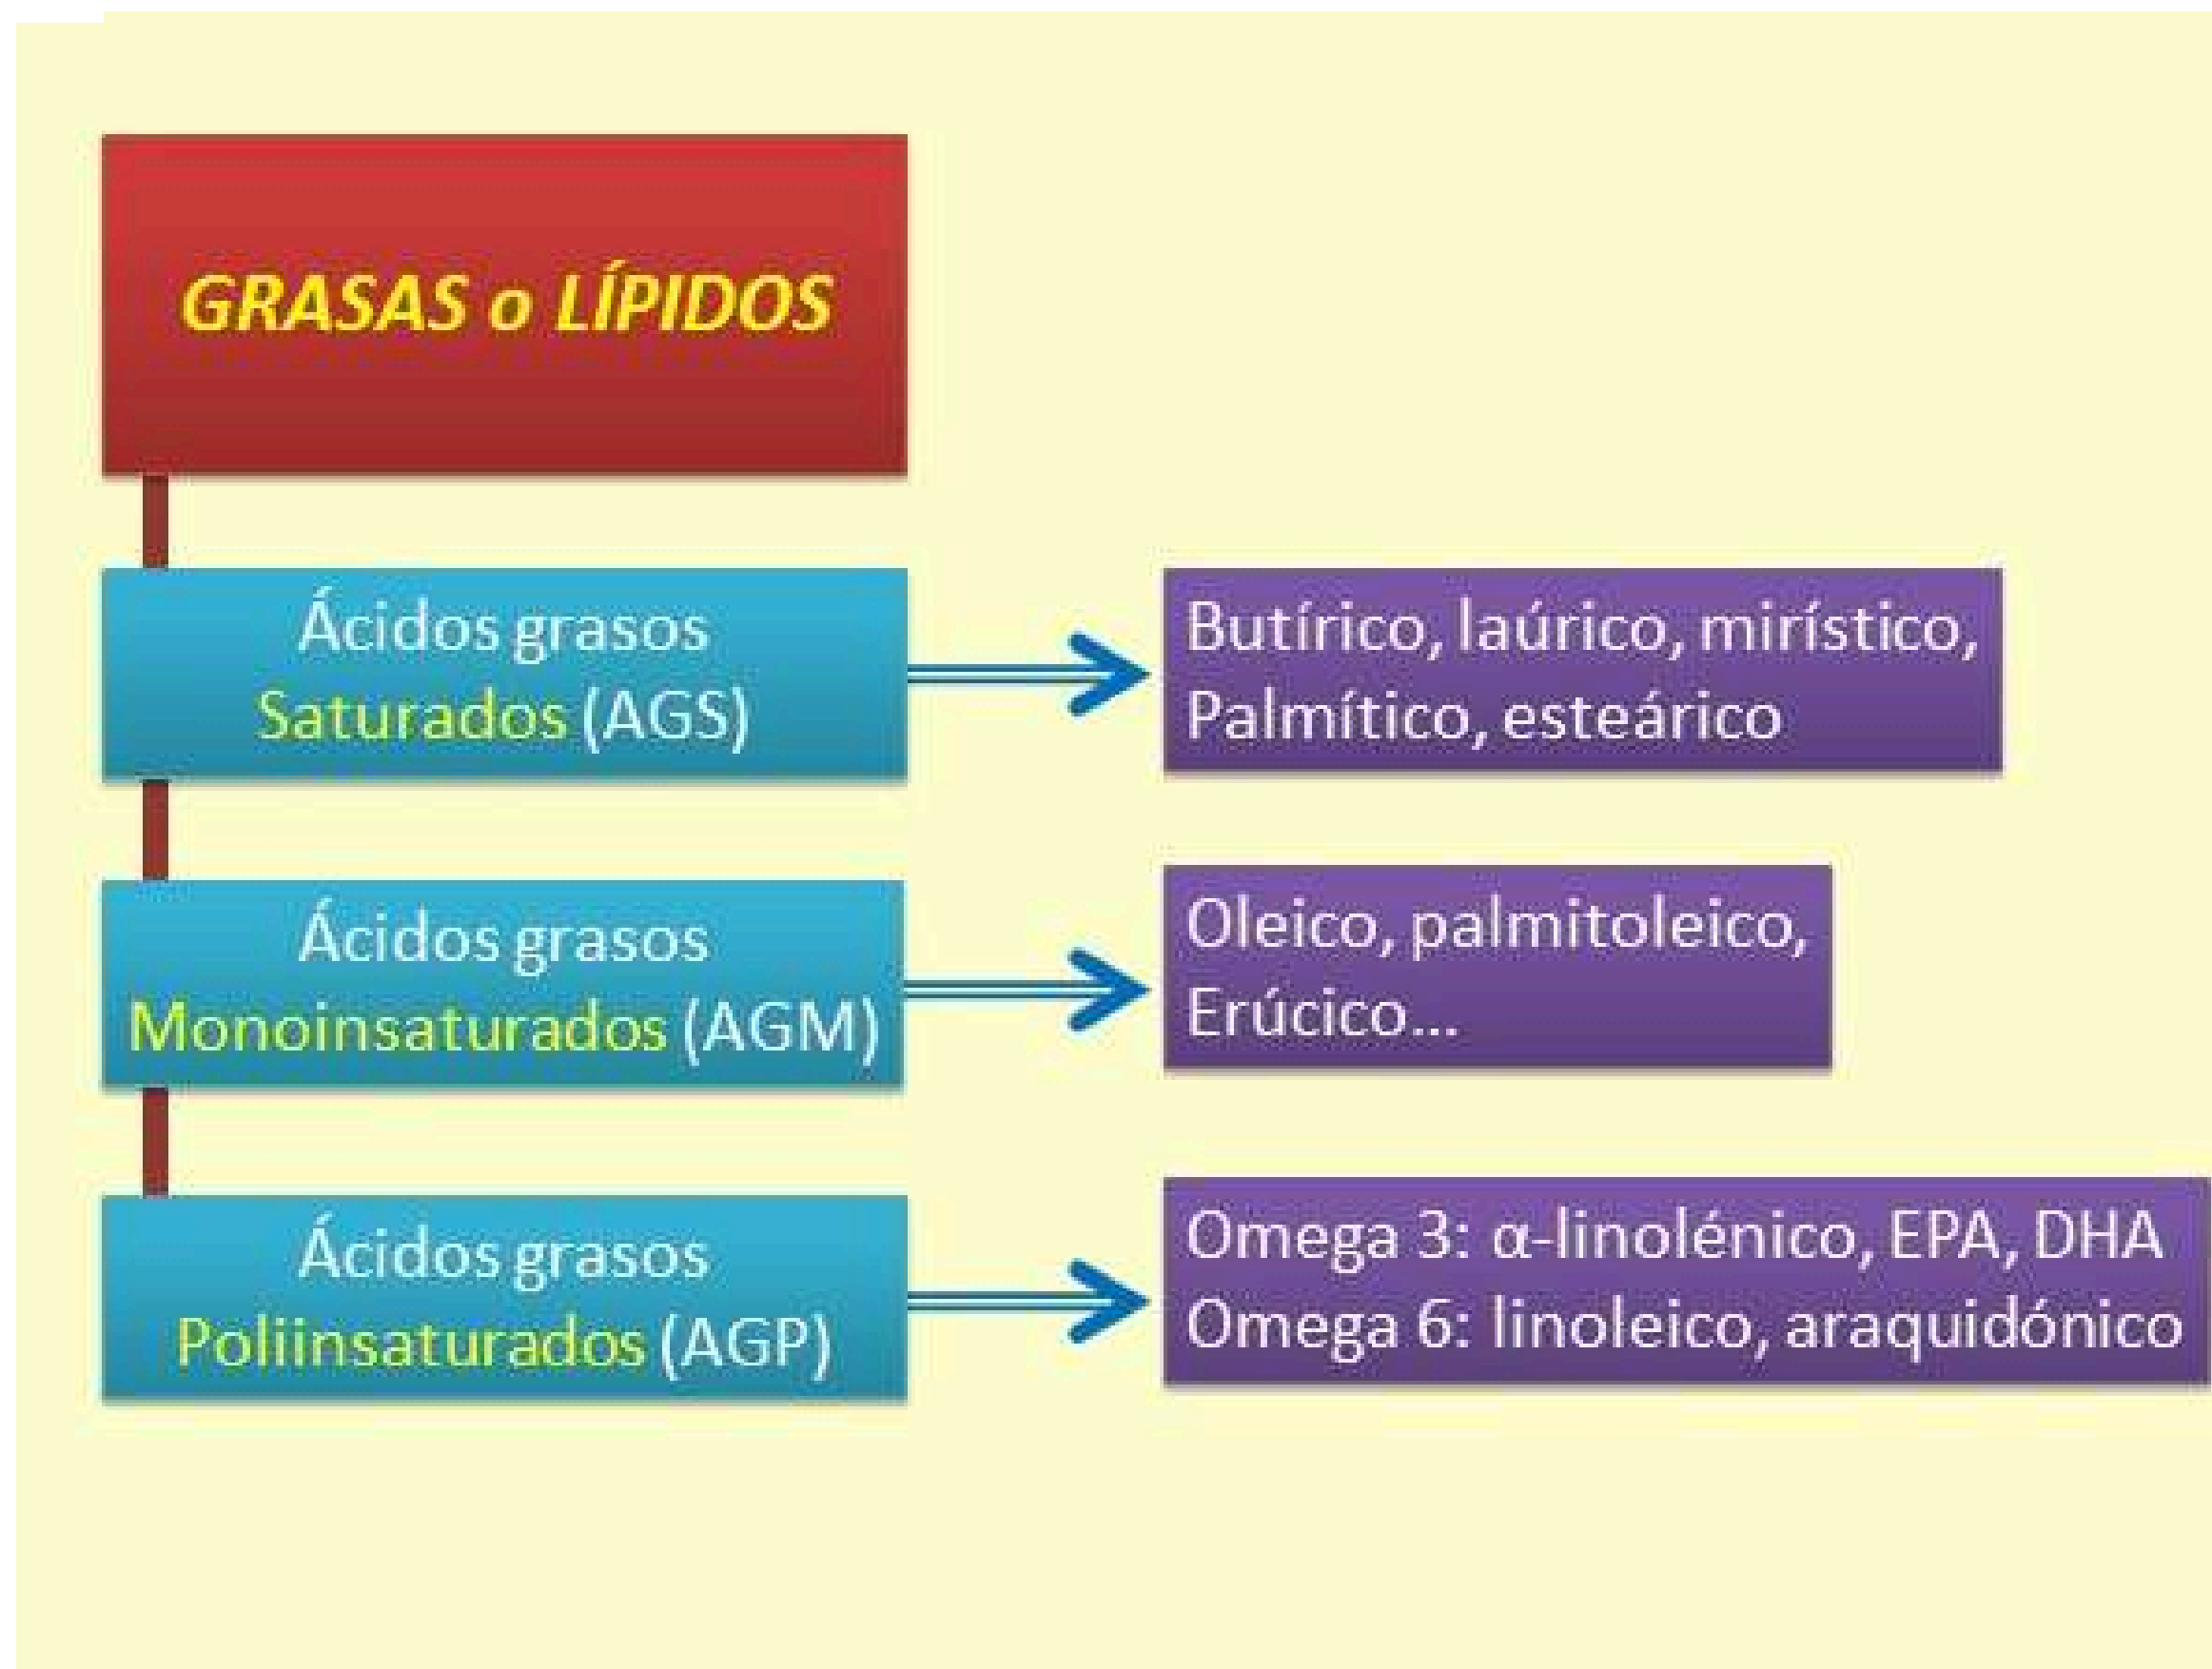 GRASAS o LÍPIDOS
Ácidos grasos
Saturados (AGS)
Butírico, laúrico, mirístico,
Palmítico, esteárico
Ácidos grasos
Monoinsaturados (AGM)
Oleico, palmitoleico,
Erúcico...
Ácidos grasos
Poliinsaturados (AGP)
Omega 3: α-linolénico, EPA, DHA
Omega 6: linoleico, araquidónico